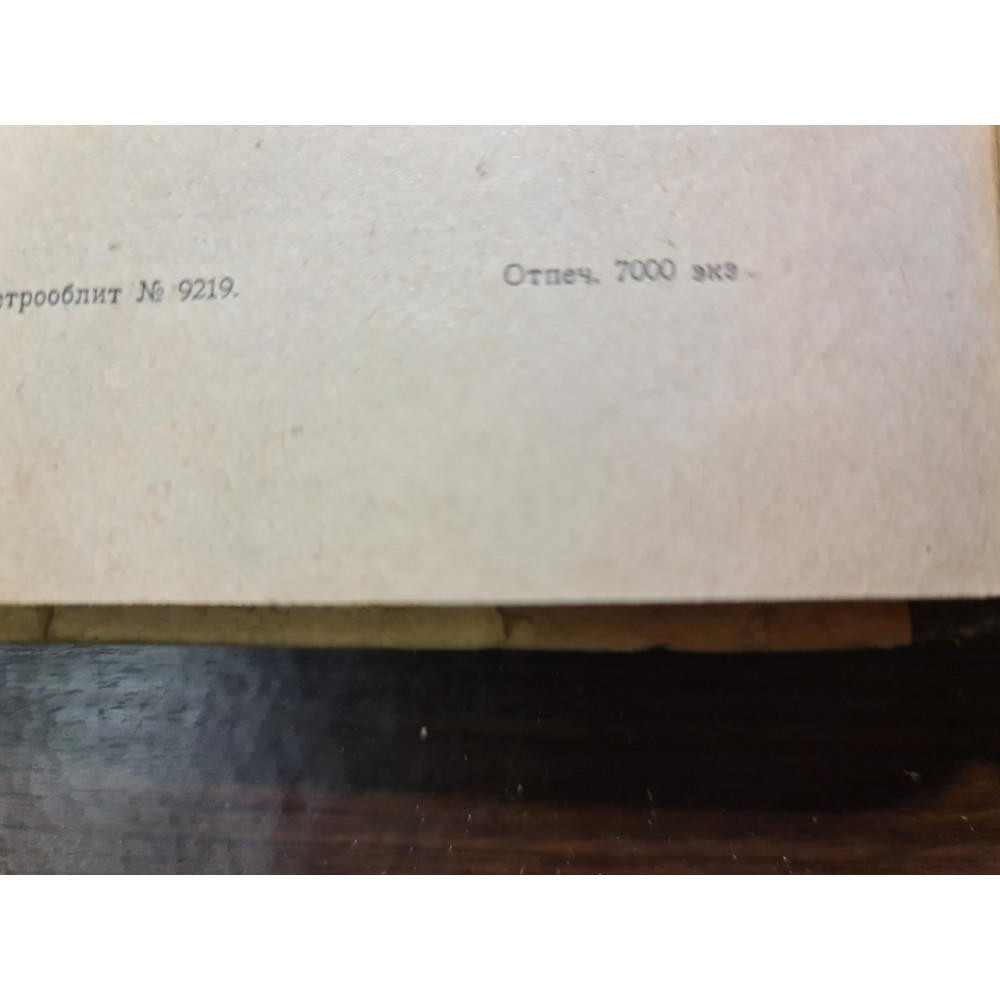 етрооблит № 9219.
Отпеч. 7000 экз.